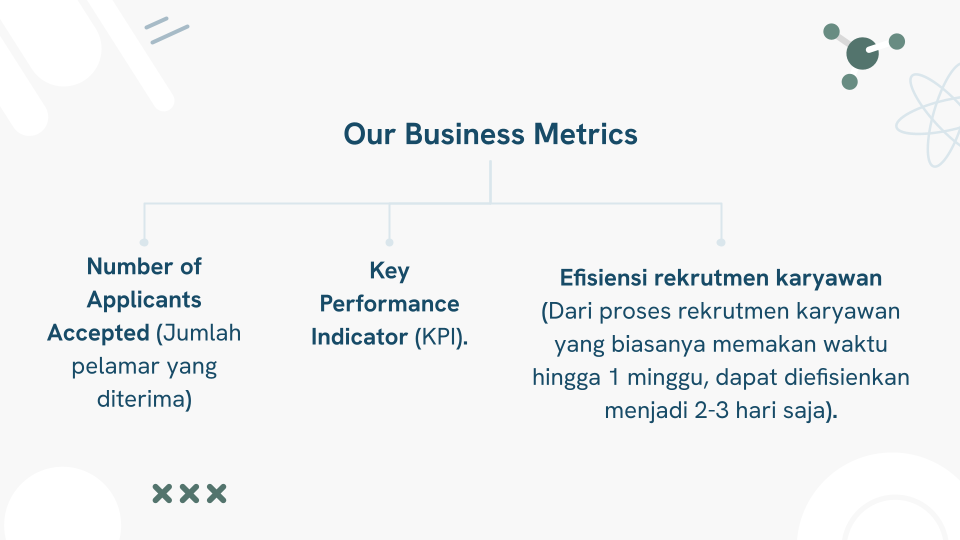 Our Business Metrics
Number of
Applicants
Accepted (Jumlah
pelamar yang
diterima)
Key
Performance
Indicator (KPI).
Efisiensi rekrutmen karyawan
(Dari proses rekrutmen karyawan
yang biasanya memakan waktu
hingga 1 minggu, dapat diefisienkan
menjadi 2-3 hari saja).